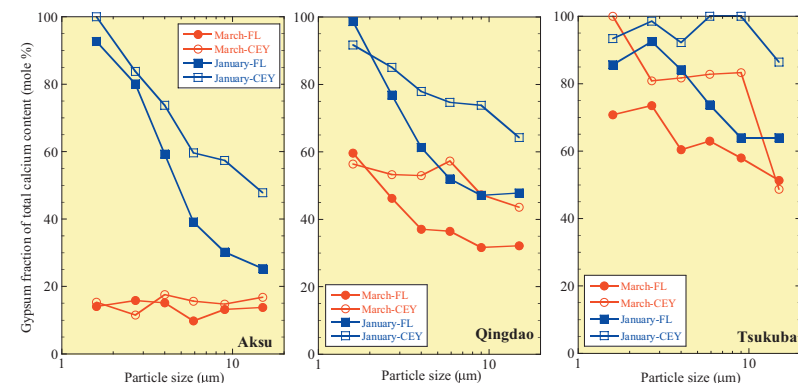 Gypsum fraction of total calcium content (mole %)
100
80
60
40
20
0
March-FL
March-CEY
January-FL
January-CEY
Aksu
1
10
Particle size (μm)
100
80
60
40
20
0
March-FL
March-CEY
January-FL
January-CEY
Qingdao
1
10
Particle size (μm)
100
80
60
40
20
0
March-FL
March-CEY
January-FL
January-CEY
Tsukuba
1
10
Particle size (μm)